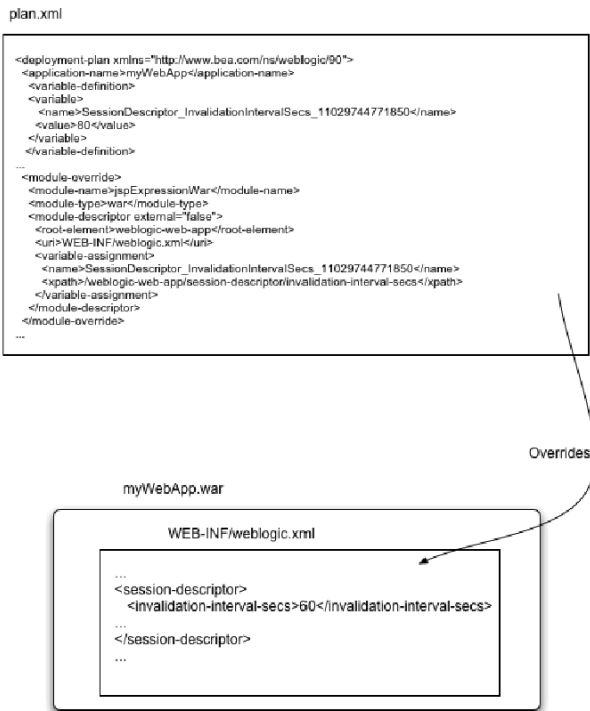 plan.xml
<deployment-plan xmlns="http://www.bea.com/ns/weblogic/90">
<application-name>myWebApp</application-name>
<variable-definition>
<variable>
<name>SessionDescriptor_InvalidationIntervalSecs_11029744771850</name>
<value>80</value>
</variable>
</variable-definition>
...
<module-override>
<module-name>jspExpressionWar</module-name>
<module-type>war</module-type>
<module-descriptor external="false">
<root-element>weblogic-web-app</root-element>
<uri>WEB-INF/weblogic.xml</uri>
<variable-assignment>
<name>SessionDescriptor_InvalidationIntervalSecs_11029744771850</name>
<xpath>/weblogic-web-app/session-descriptor/invalidation-interval-secs</xpath>
</variable-assignment>
</module-descriptor>
</module-override>
...
Overrides
myWebApp.war
WEB-INF/weblogic.xml
...
<session-descriptor>
<invalidation-interval-secs>60</invalidation-interval-secs>
...
</session-descriptor>
...